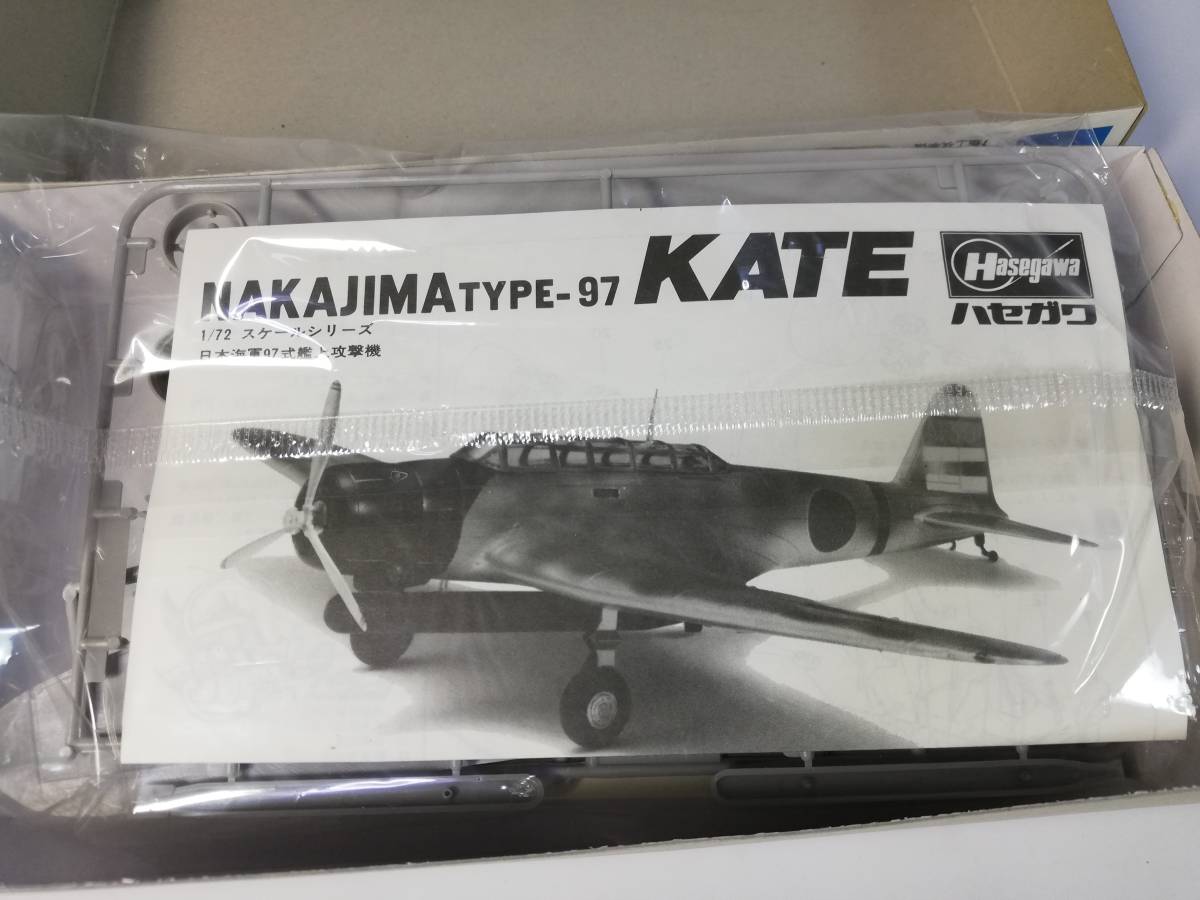 NAKAJIMA TYPE-97 KATE
Hasegawa
ハセガワ
1/72 スケールシリーズ
日本海軍97式艦上攻撃機